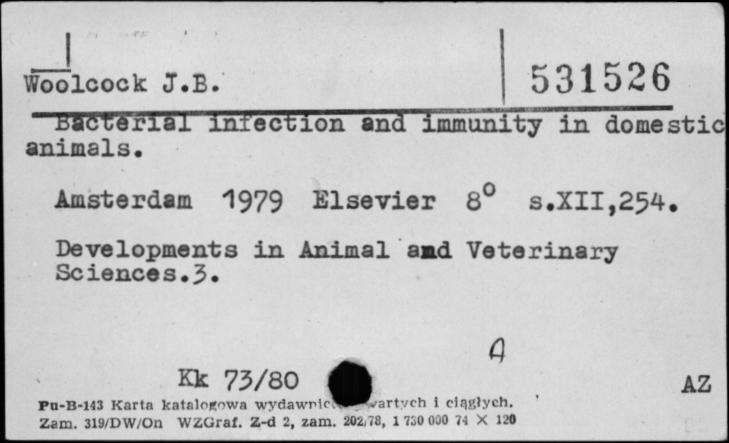 Woolcock J.B.
531526
Bacterial infection and immunity in domestic
animals.
Amsterdam 1979 Elsevier 8° s.XII,254.
Developments in Animal and Veterinary
Sciences.3.
A
Kk 73/80
AZ
Pu-B-143 Karta katalogowa wydawnic artych i ciągłych.
Zam. 319/DW/On WZGraf. Z-d 2, zam. 202/78, 1 730 000 74 X 120